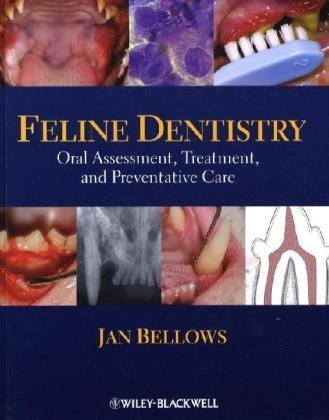 FELINE DENTISTRY
Oral Assessment, Treatment,
and Preventative Care
JAN BELLOWS
WILEY-BLACKWELL